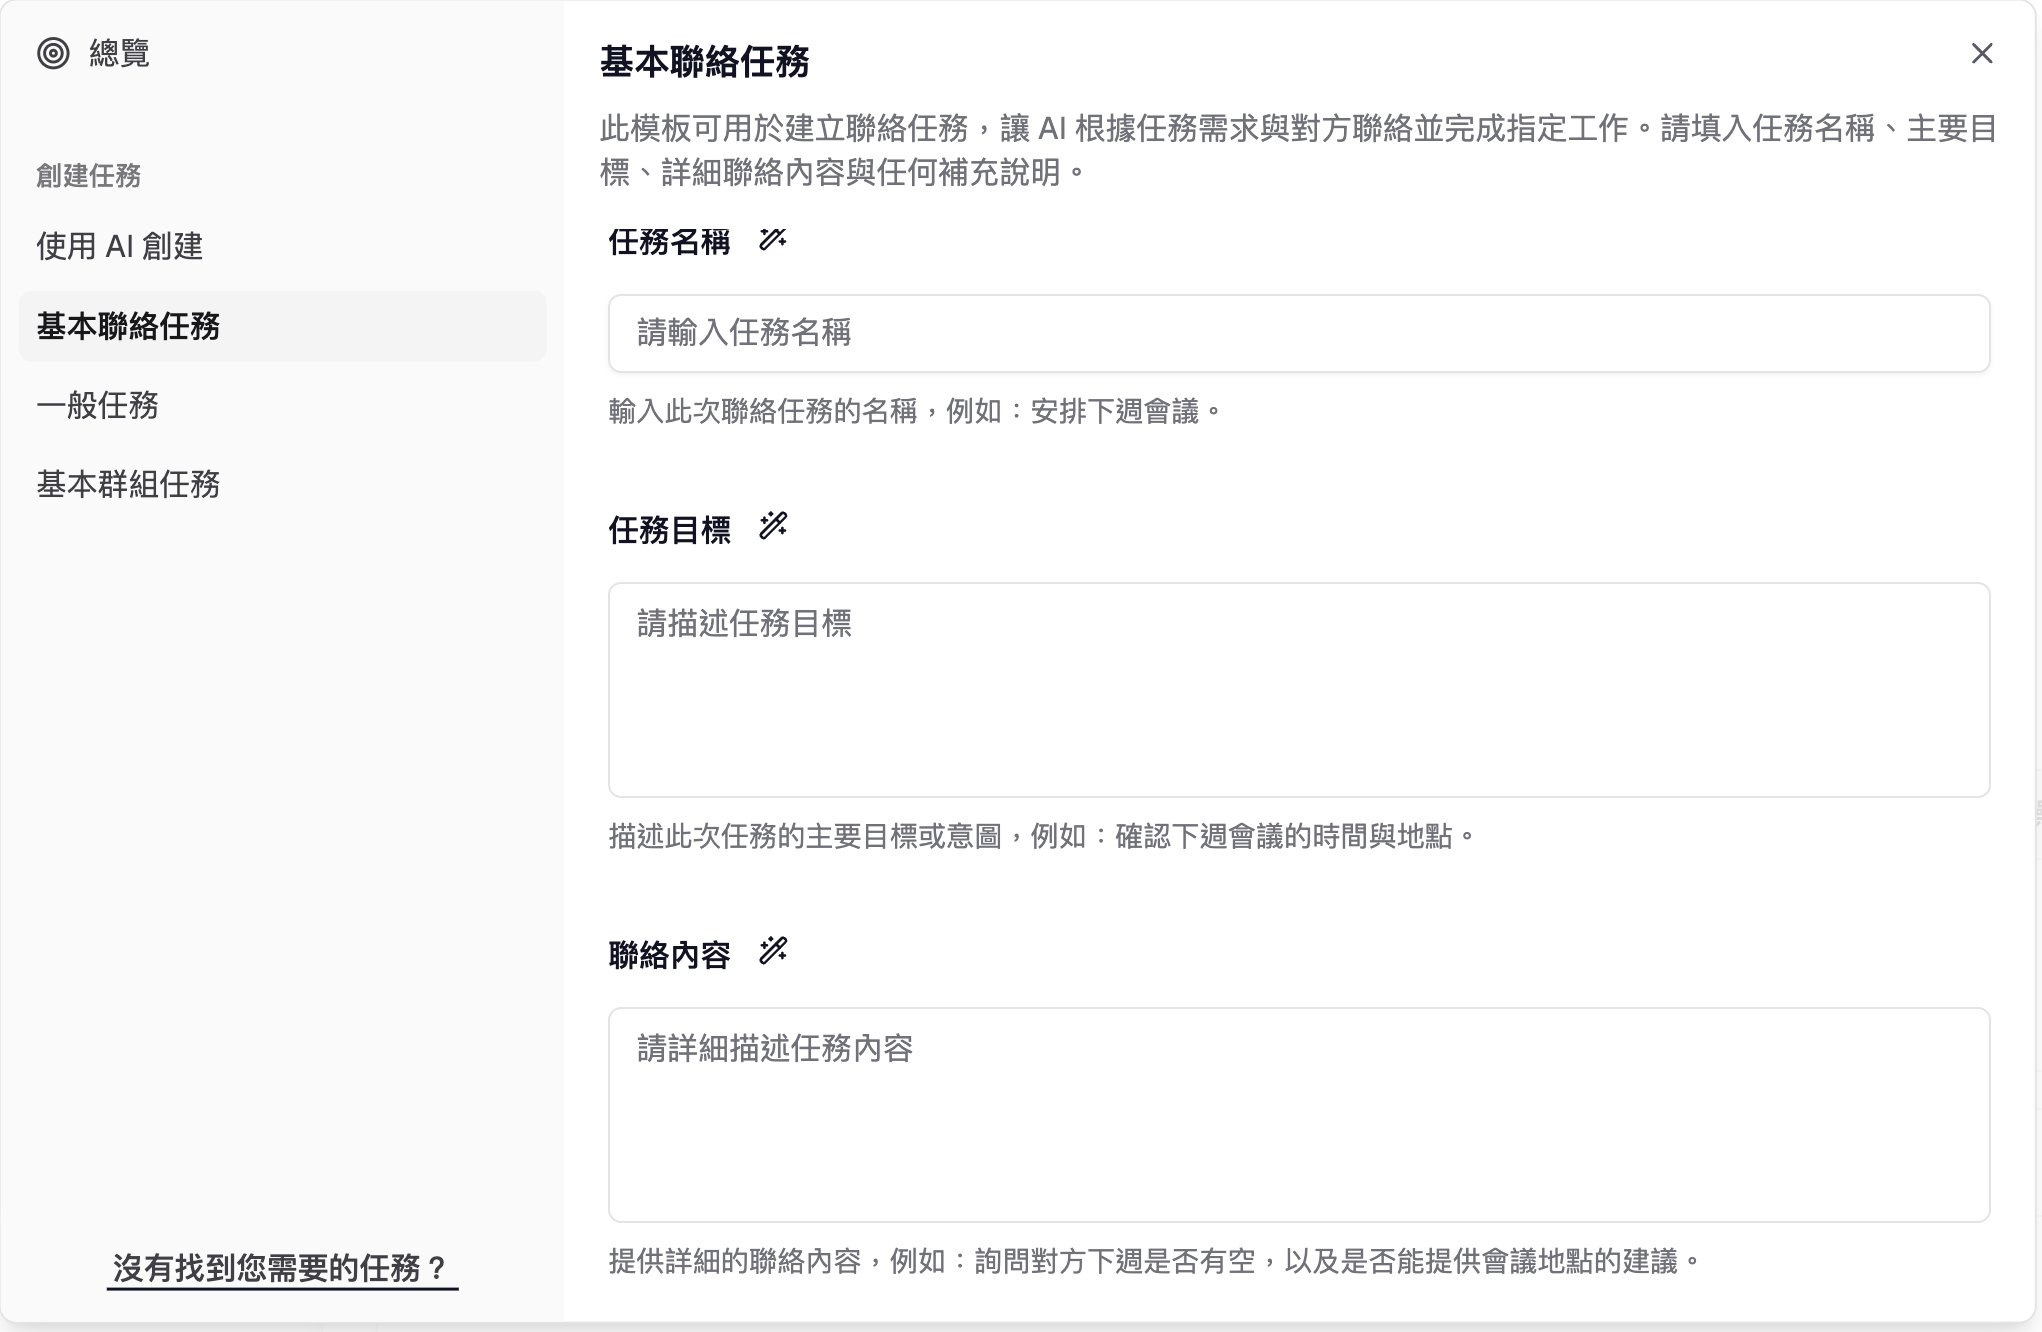 總覽
創建任務
使用 AI 創建
基本聯絡任務
一般任務
基本群組任務
沒有找到您需要的任務？
基本聯絡任務
此模板可用於建立聯絡任務，讓 AI 根據任務需求與對方聯絡並完成指定工作。請填入任務名稱、主要目
標、詳細聯絡內容與任何補充說明。
任務名稱
請輸入任務名稱
輸入此次聯絡任務的名稱，例如：安排下週會議。
任務目標
請描述任務目標
描述此次任務的主要目標或意圖，例如：確認下週會議的時間與地點。
聯絡內容
請詳細描述任務內容
提供詳細的聯絡內容，例如：詢問對方下週是否有空，以及是否能提供會議地點的建議。